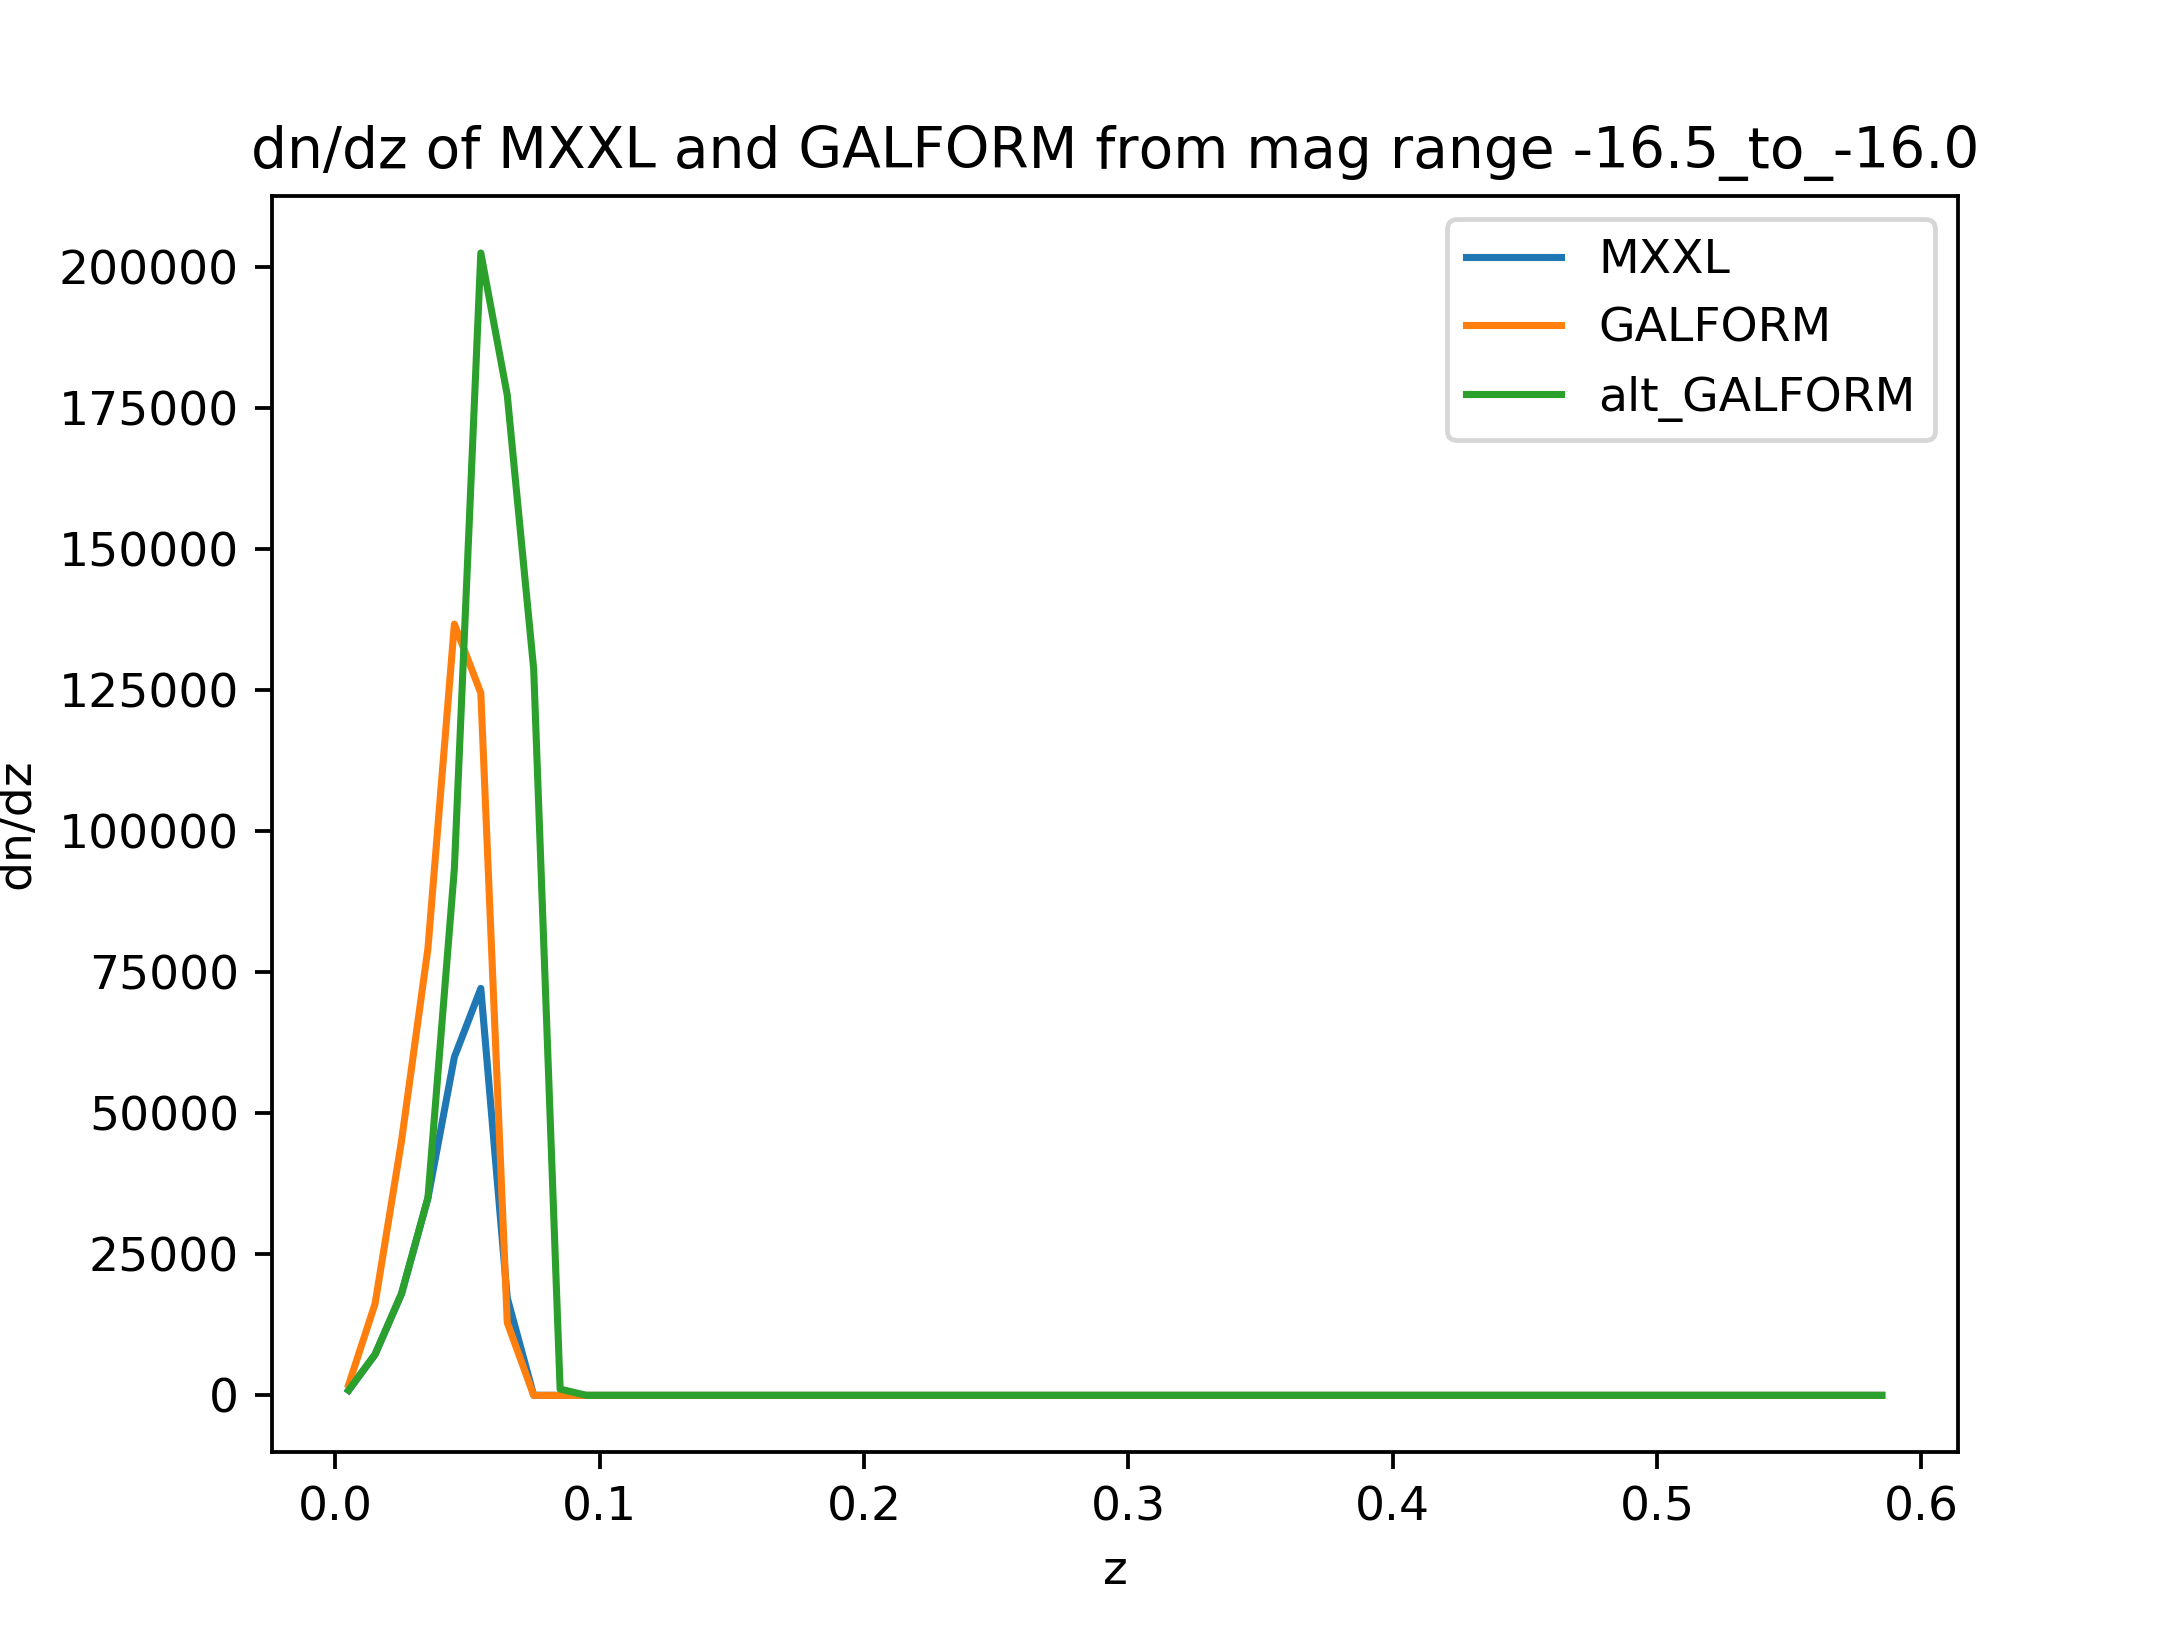 dn/dz of MXXL and GALFORM from mag range -16.5_to_-16.0
MXXL
GALFORM
alt_GALFORM
dn/dz
200000
175000
150000
125000
100000
75000
50000
25000
0
0.0 0.1 0.2 0.3 0.4 0.5 0.6
z